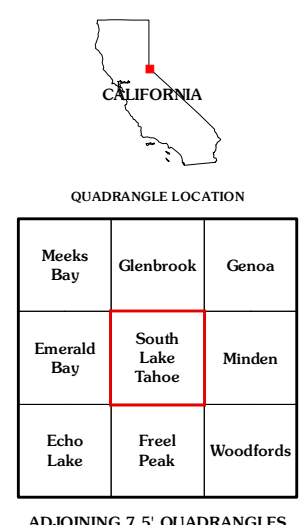 CALIFORNIA
QUADRANGLE LOCATION
Meeks
Bay
Glenbrook
Genoa
Emerald
Bay
South
Lake
Tahoe
Minden
Echo
Lake
Freel
Peak
Woodfords
ADJOINING 7.5' QUADRANGLES